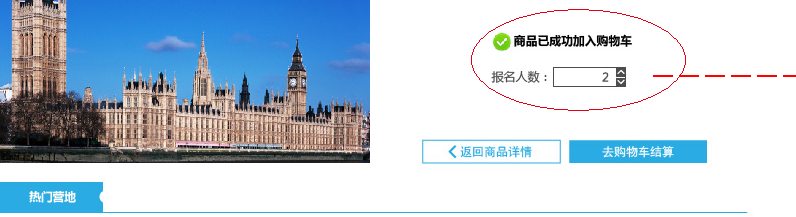 商品已成功加入购物车
报名人数： 2
返回商品详情
去购物车结算
热门营地